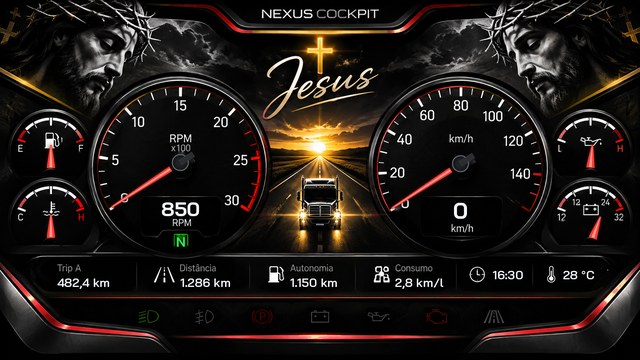 NEXUS COCKPIT
Jesus
E F
C H
0 5 10 15 20 25 30
RPM
x100
850
RPM
N
0 20 40 60 80 100 120 140
km/h
0
km/h
L H
12 12 24 32
Trip A
482,4 km
Distância
1.286 km
Autonomia
1.150 km
Consumo
2,8 km/l
16:30
28 °C